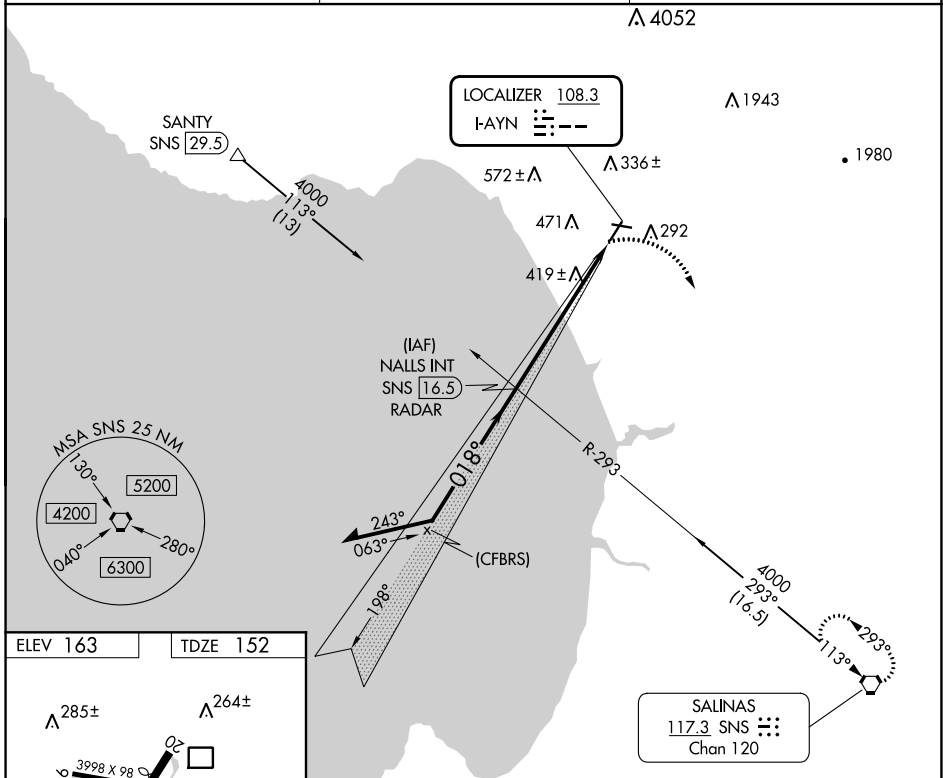 4052
LOCALIZER 108.3
I-AYN
1943
SANTY
SNS 29.5
572±
336±
1980
4000
113°
(13)
471
292
419±
(IAF)
NALLS INT
SNS 16.5
RADAR
R-293
018°
MSA SNS 25 NM
130°
5200
4200
040°
280°
6300
243°
063°
(CFBRS)
198°
4000
293°
(16.5)
293°
113°
ELEV 163
TDZE 152
SALINAS
117.3 SNS
Chan 120
285±
264±
20
3998 X 98
9